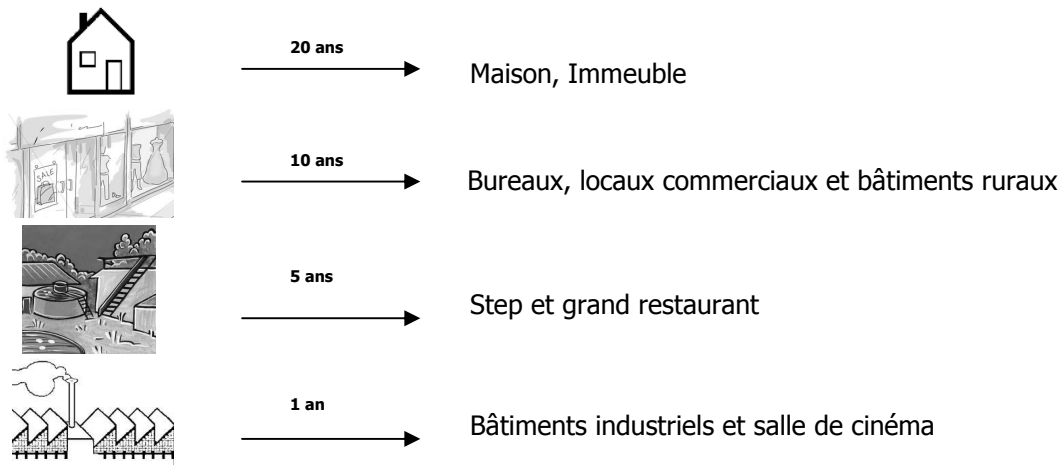 20 ans
Maison, Immeuble
SALE
10 ans
Bureaux, locaux commerciaux et bâtiments ruraux
5 ans
Step et grand restaurant
1 an
Bâtiments industriels et salle de cinéma